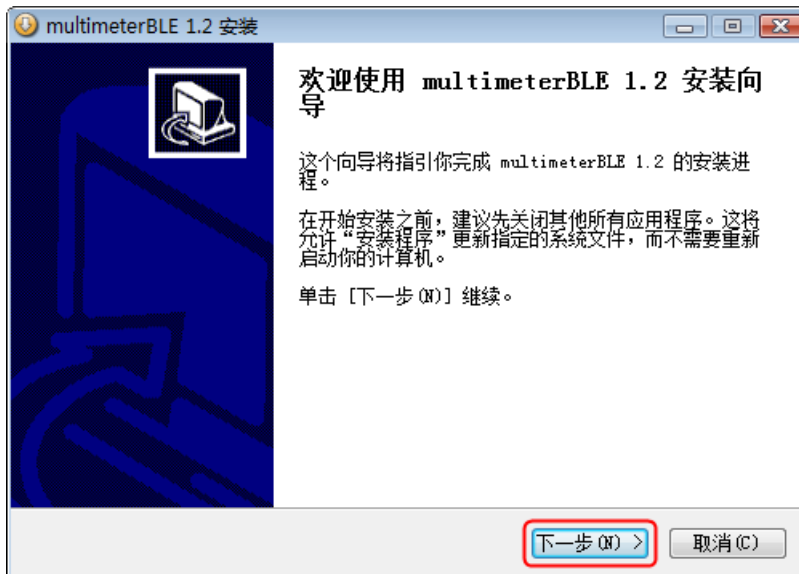 multimeterBLE 1.2 安装
欢迎使用 multimeterBLE 1.2 安装向
导
这个向导将指引你完成 multimeterBLE 1.2 的安装进
程。
在开始安装之前，建议先关闭其他所有应用程序。这将
允许“安装程序”更新指定的系统文件，而不需要重新
启动你的计算机。
单击 [下一步(N)] 继续。
下一步(N) >
取消(C)